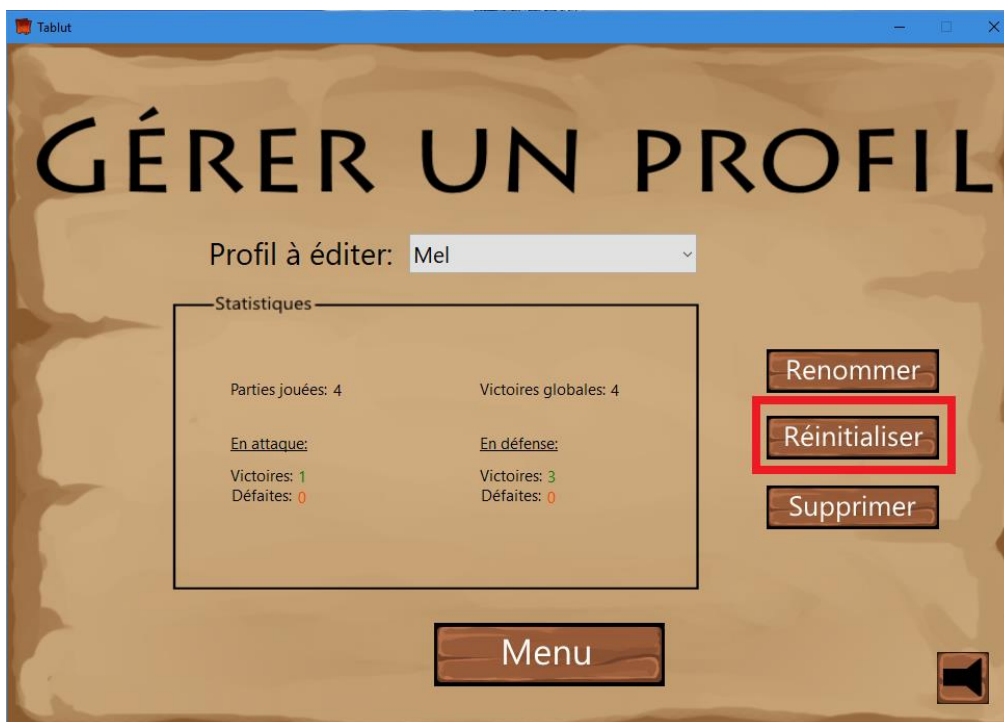 Tablut
GÉRER UN PROFIL
Profil à éditer: Mel
Statistiques
Parties jouées: 4 Victoires globales: 4
En attaque: En défense:
Victoires: 1 Victoires: 3
Défaites: 0 Défaites: 0
Renommer
Réinitialiser
Supprimer
Menu